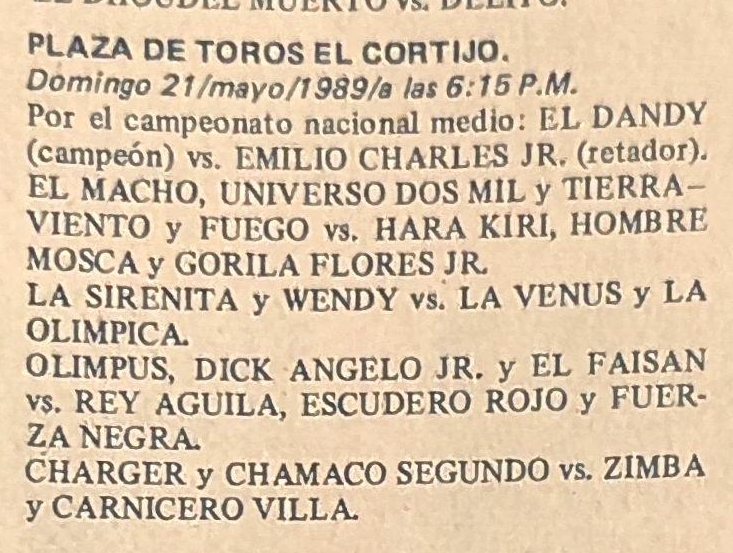 MUERTO vs. DELITO.
PLAZA DE TOROS EL CORTIJO.
Domingo 21/mayo/1989/a las 6:15 P.M.
Por el campeonato nacional medio: EL DANDY
(campeón) vs. EMILIO CHARLES JR. (retador).
EL MACHO, UNIVERSO DOS MIL y TIERRA–
VIENTO y FUEGO vs. HARA KIRI, HOMBRE
MOSCA y GORILA FLORES JR.
LA SIRENITA y WENDY vs. LA VENUS y LA
OLIMPICA.
OLIMPUS, DICK ANGELO JR. y EL FAISAN
vs. REY AGUILA, ESCUDERO ROJO y FUER-
ZA NEGRA.
CHARGER y CHAMACO SEGUNDO vs. ZIMBA
y CARNICERO VILLA.